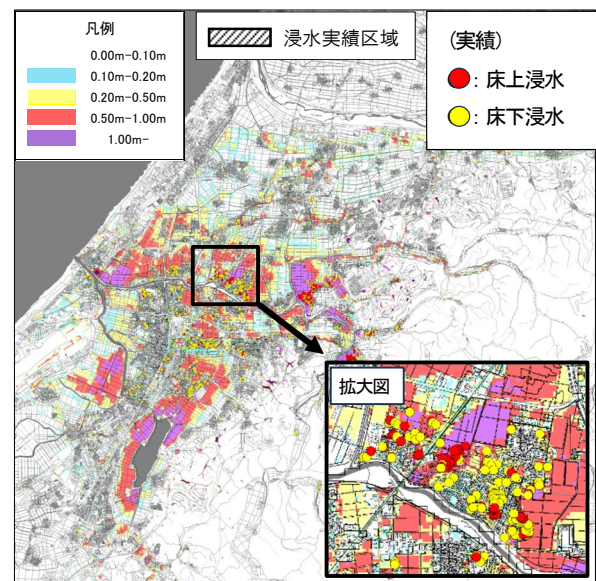 凡例
0.00m-0.10m
0.10m-0.20m
0.20m-0.50m
0.50m-1.00m
1.00m-
浸水実績区域
(実績)
: 床上浸水
: 床下浸水
拡大図